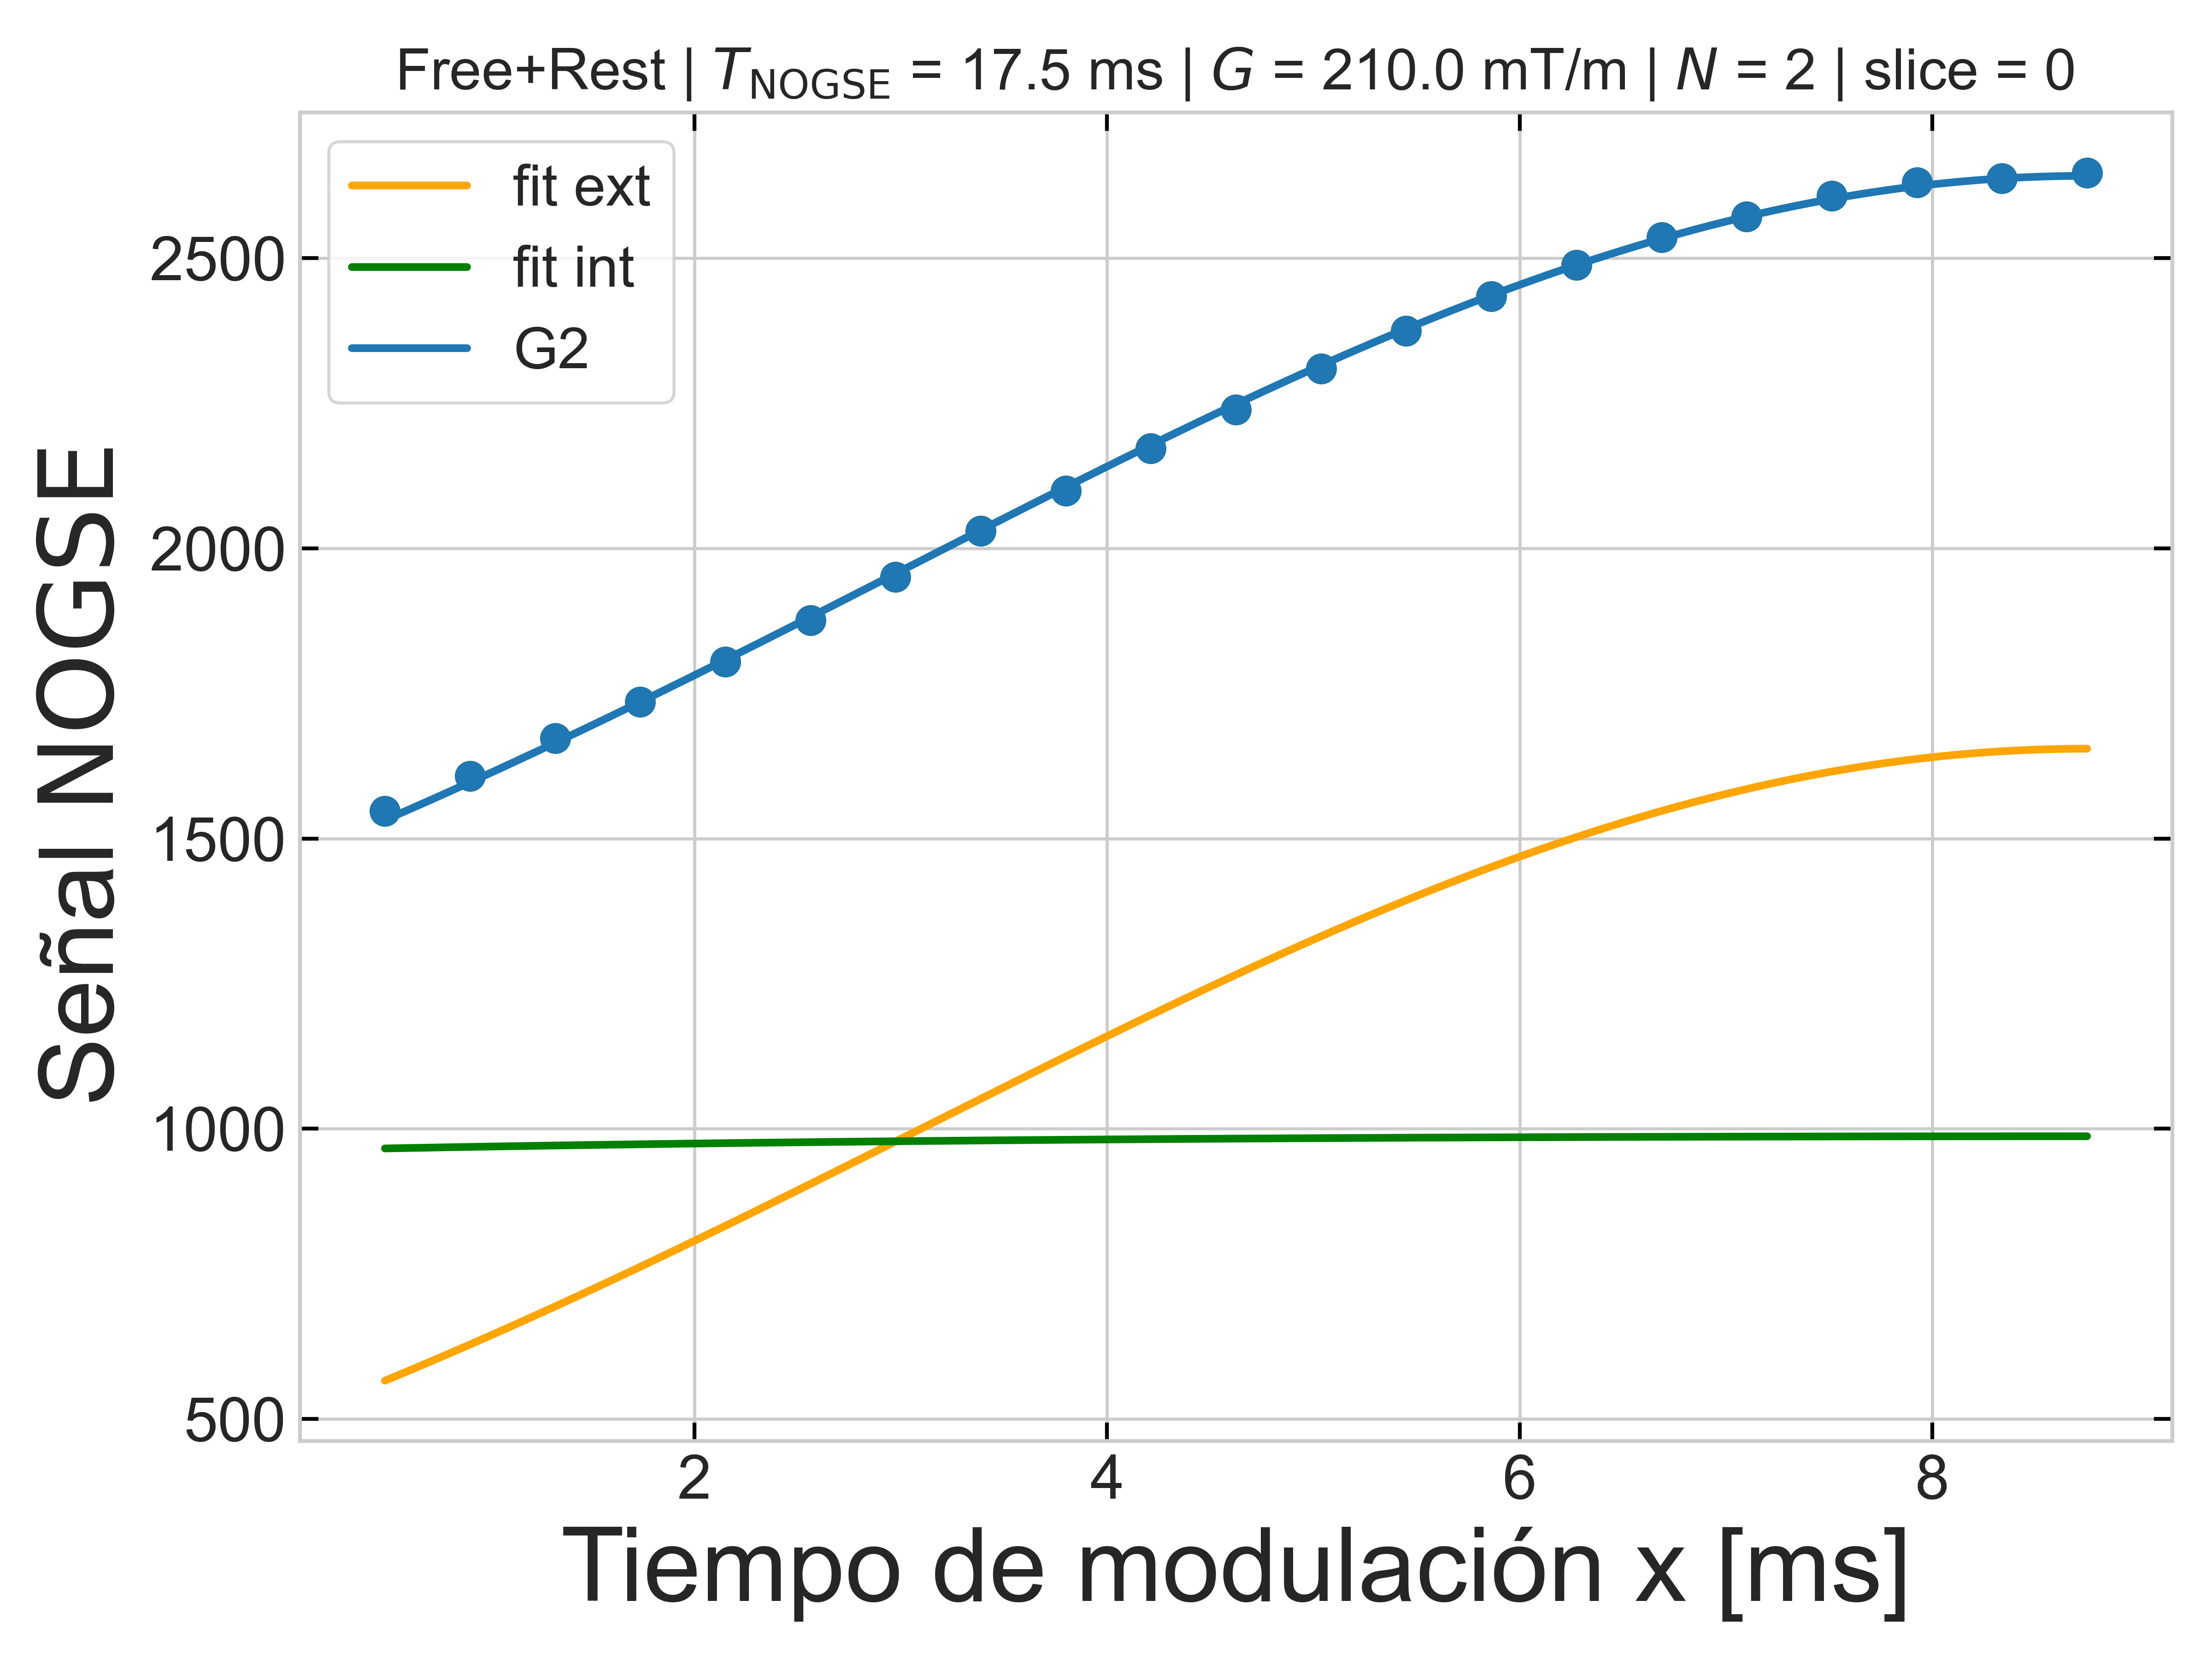 Free+Rest | T_NOGSE = 17.5 ms | G = 210.0 mT/m | N = 2 | slice = 0
fit ext
fit int
G2
Señal NOGSE
2500
2000
1500
1000
500
2 4 6 8
Tiempo de modulación x [ms]